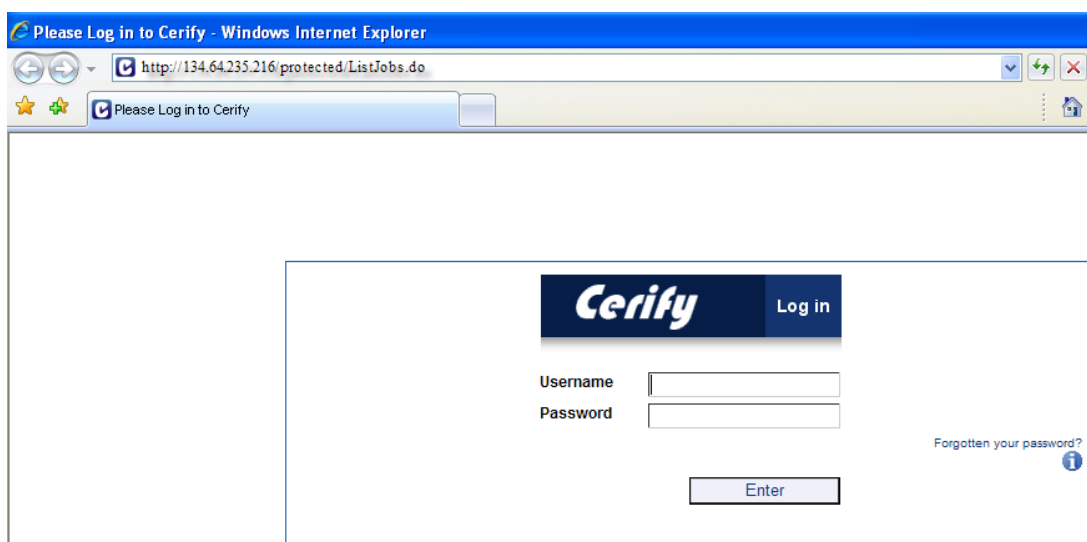 Please Log in to Cerify - Windows Internet Explorer
http://134.64.235.216/protected/ListJobs.do
Please Log in to Cerify
Cerify Log in
Username
Password
Forgotten your password?
Enter